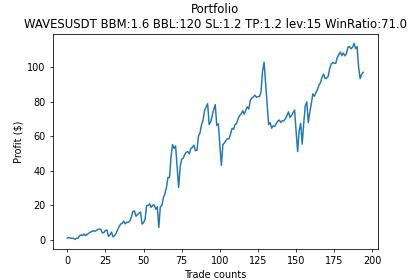 Portfolio
WAVESUSDT BBM:1.6 BBL:120 SL:1.2 TP:1.2 lev:15 WinRatio:71.0
100
80
60
40
20
0
Profit ($)
0 25 50 75 100 125 150 175 200
Trade counts